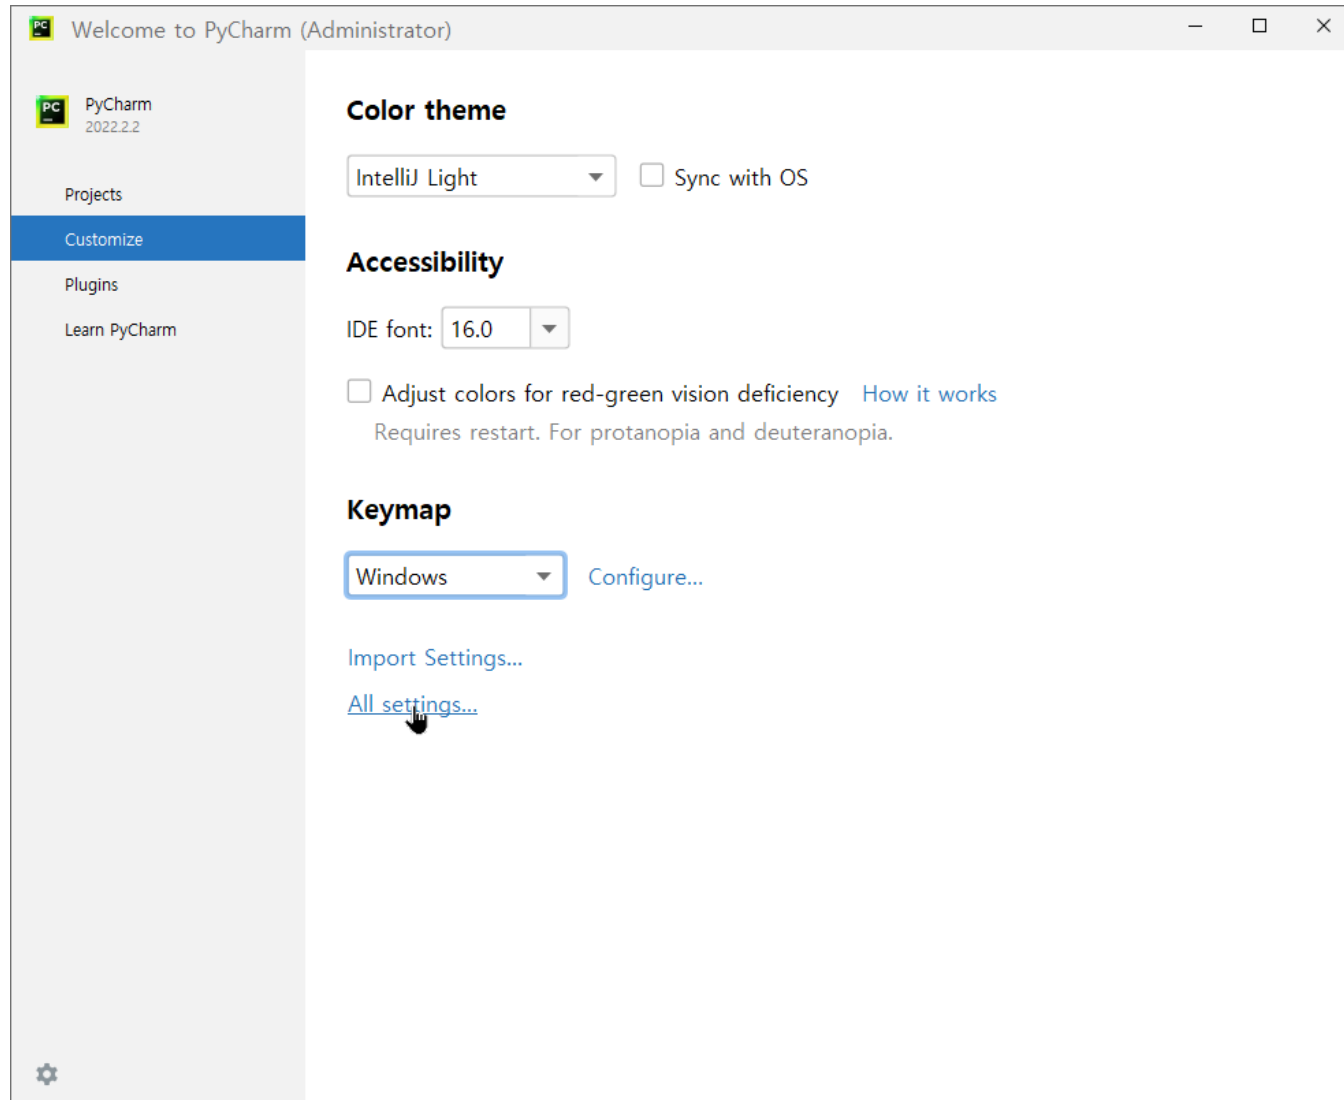 Welcome to PyCharm (Administrator)
PyCharm
2022.2.2
Projects
Customize
Plugins
Learn PyCharm
Color theme
IntelliJ Light Sync with OS
Accessibility
IDE font: 16.0
Adjust colors for red-green vision deficiency How it works
Requires restart. For protanopia and deuteranopia.
Keymap
Windows Configure...
Import Settings...
All settings...